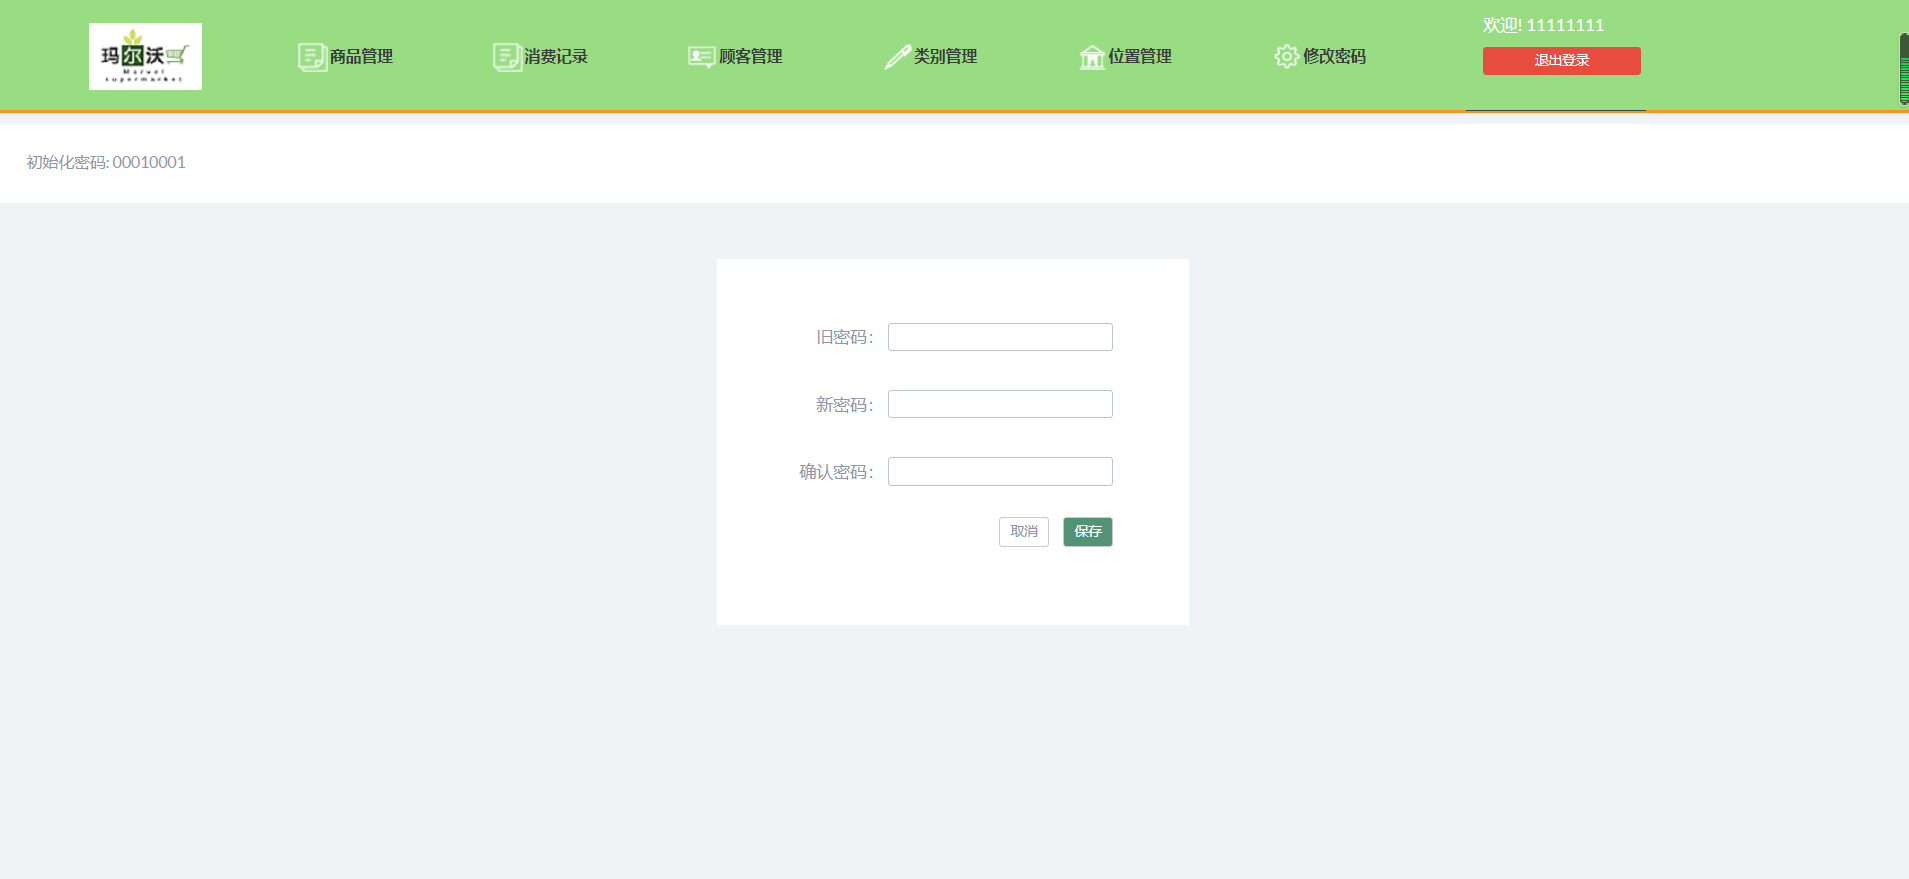 玛尔沃
Marvel
supermarket
商品管理
消费记录
顾客管理
类别管理
位置管理
修改密码
欢迎! 11111111
退出登录
初始化密码: 00010001
旧密码：
新密码：
确认密码：
取消
保存